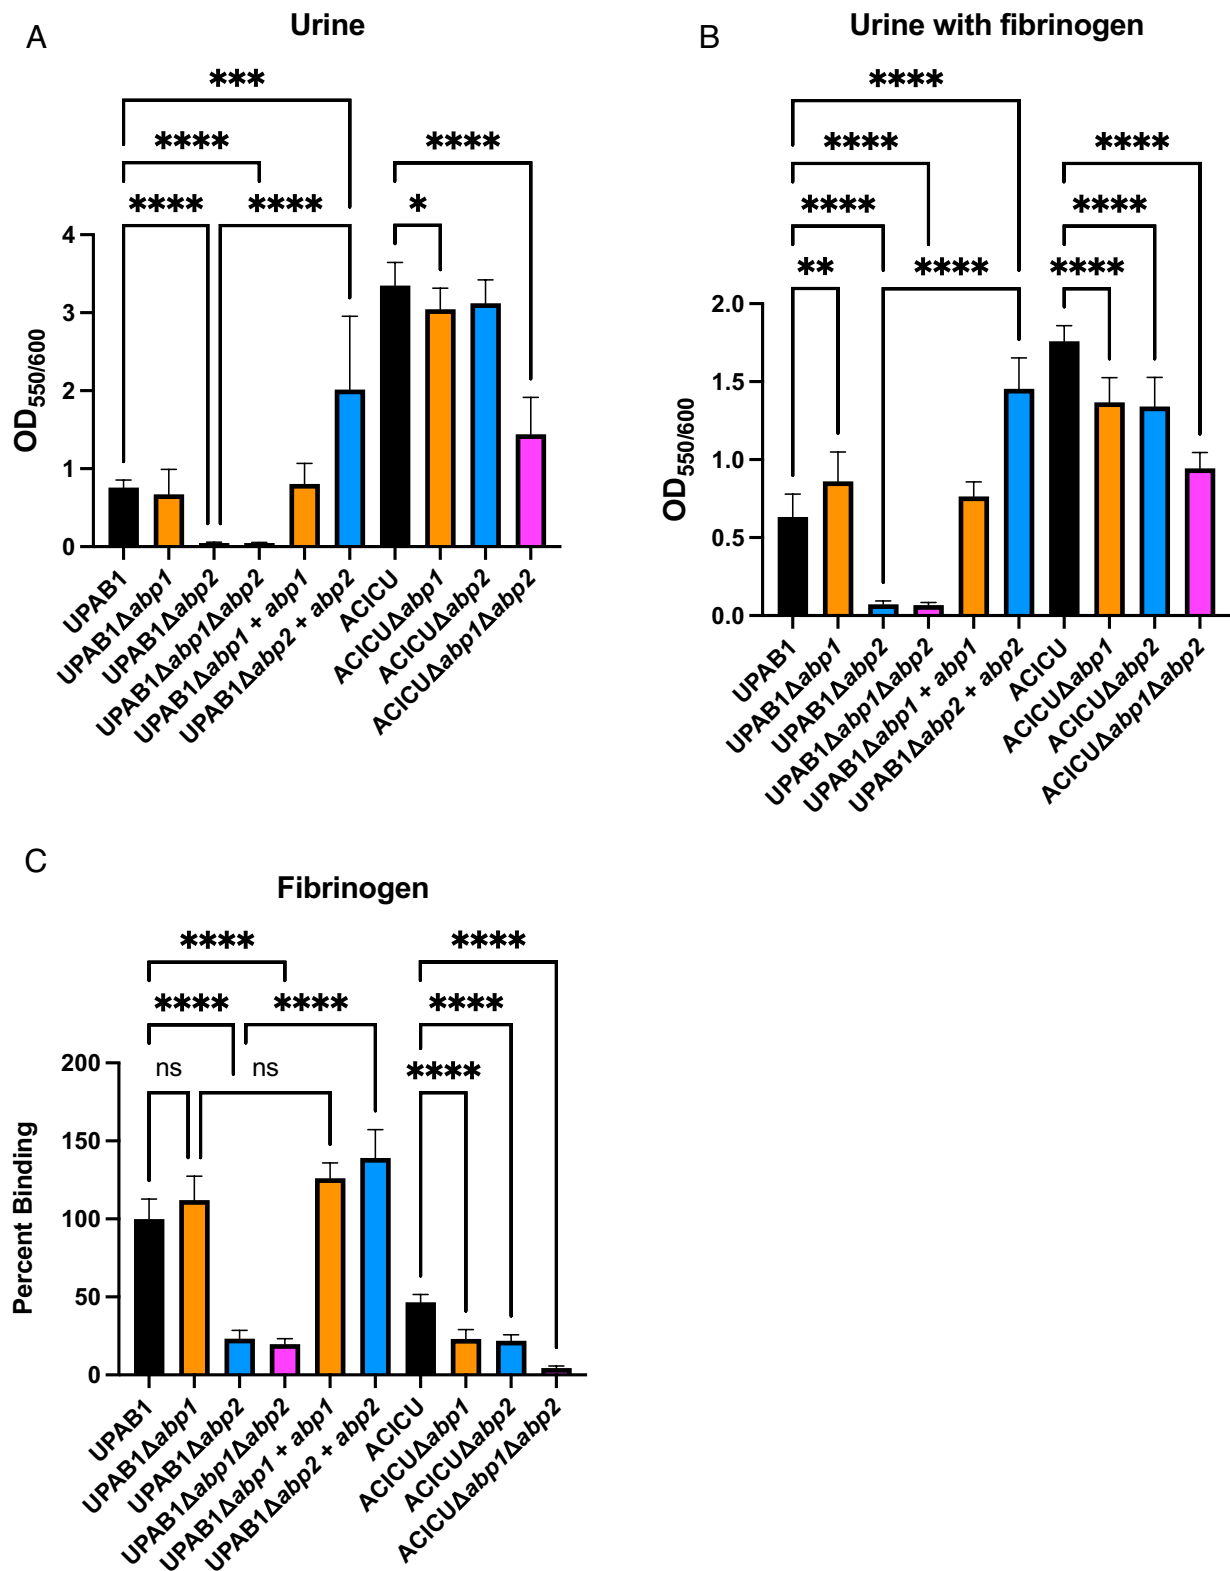 A
Urine
***
****
****
****
****
*
OD550/600
4
3
2
1
0
UPAB1
UPAB1Δabp1
UPAB1Δabp2
UPAB1Δabp1Δabp2
UPAB1Δabp1 + abp1
UPAB1Δabp2 + abp2
ACICU
ACICUΔabp1
ACICUΔabp2
ACICUΔabp1Δabp2
B
Urine with fibrinogen
****
****
****
****
****
**
****
****
OD550/600
2.0
1.5
1.0
0.5
0.0
UPAB1
UPAB1Δabp1
UPAB1Δabp2
UPAB1Δabp1Δabp2
UPAB1Δabp1 + abp1
UPAB1Δabp2 + abp2
ACICU
ACICUΔabp1
ACICUΔabp2
ACICUΔabp1Δabp2
C
Fibrinogen
****
****
****
****
****
ns
ns
****
Percent Binding
200
150
100
50
0
UPAB1
UPAB1Δabp1
UPAB1Δabp2
UPAB1Δabp1Δabp2
UPAB1Δabp1 + abp1
UPAB1Δabp2 + abp2
ACICU
ACICUΔabp1
ACICUΔabp2
ACICUΔabp1Δabp2